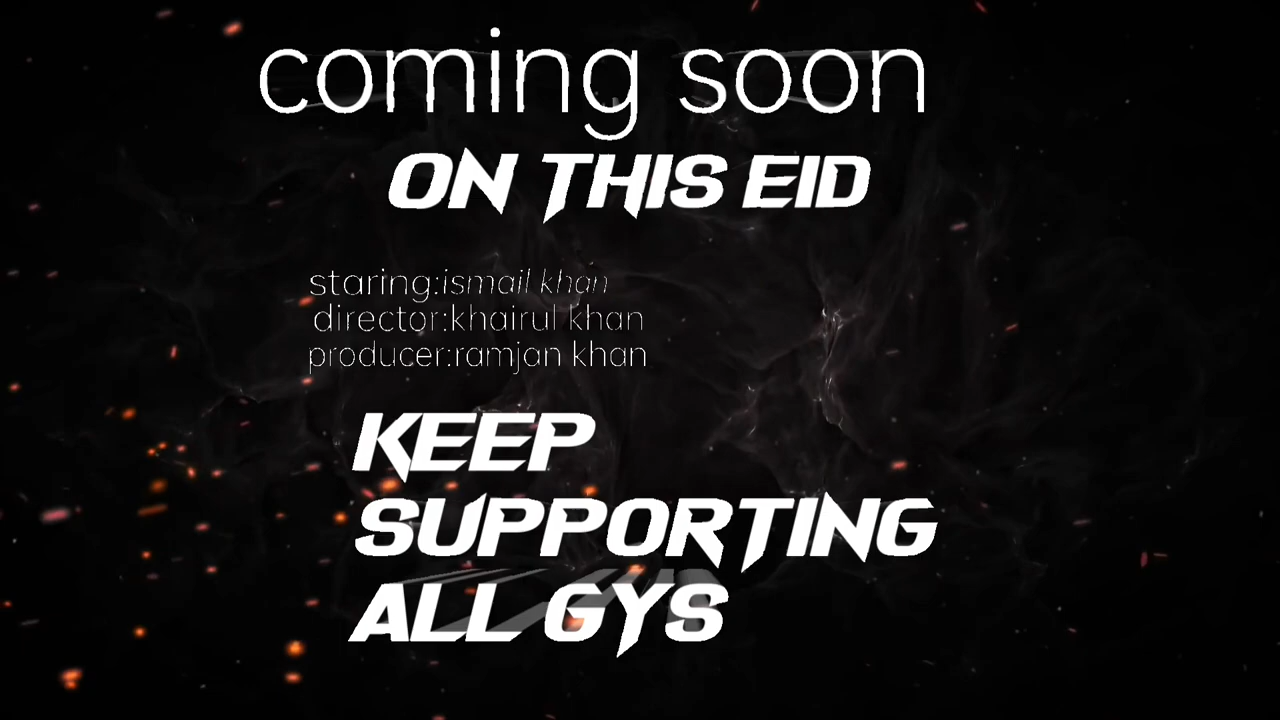 coming soon
ON THIS EID
staring:ismail khan
director:khairul khan
producer:ramjan khan
KEEP
SUPPORTING
ALL GYS